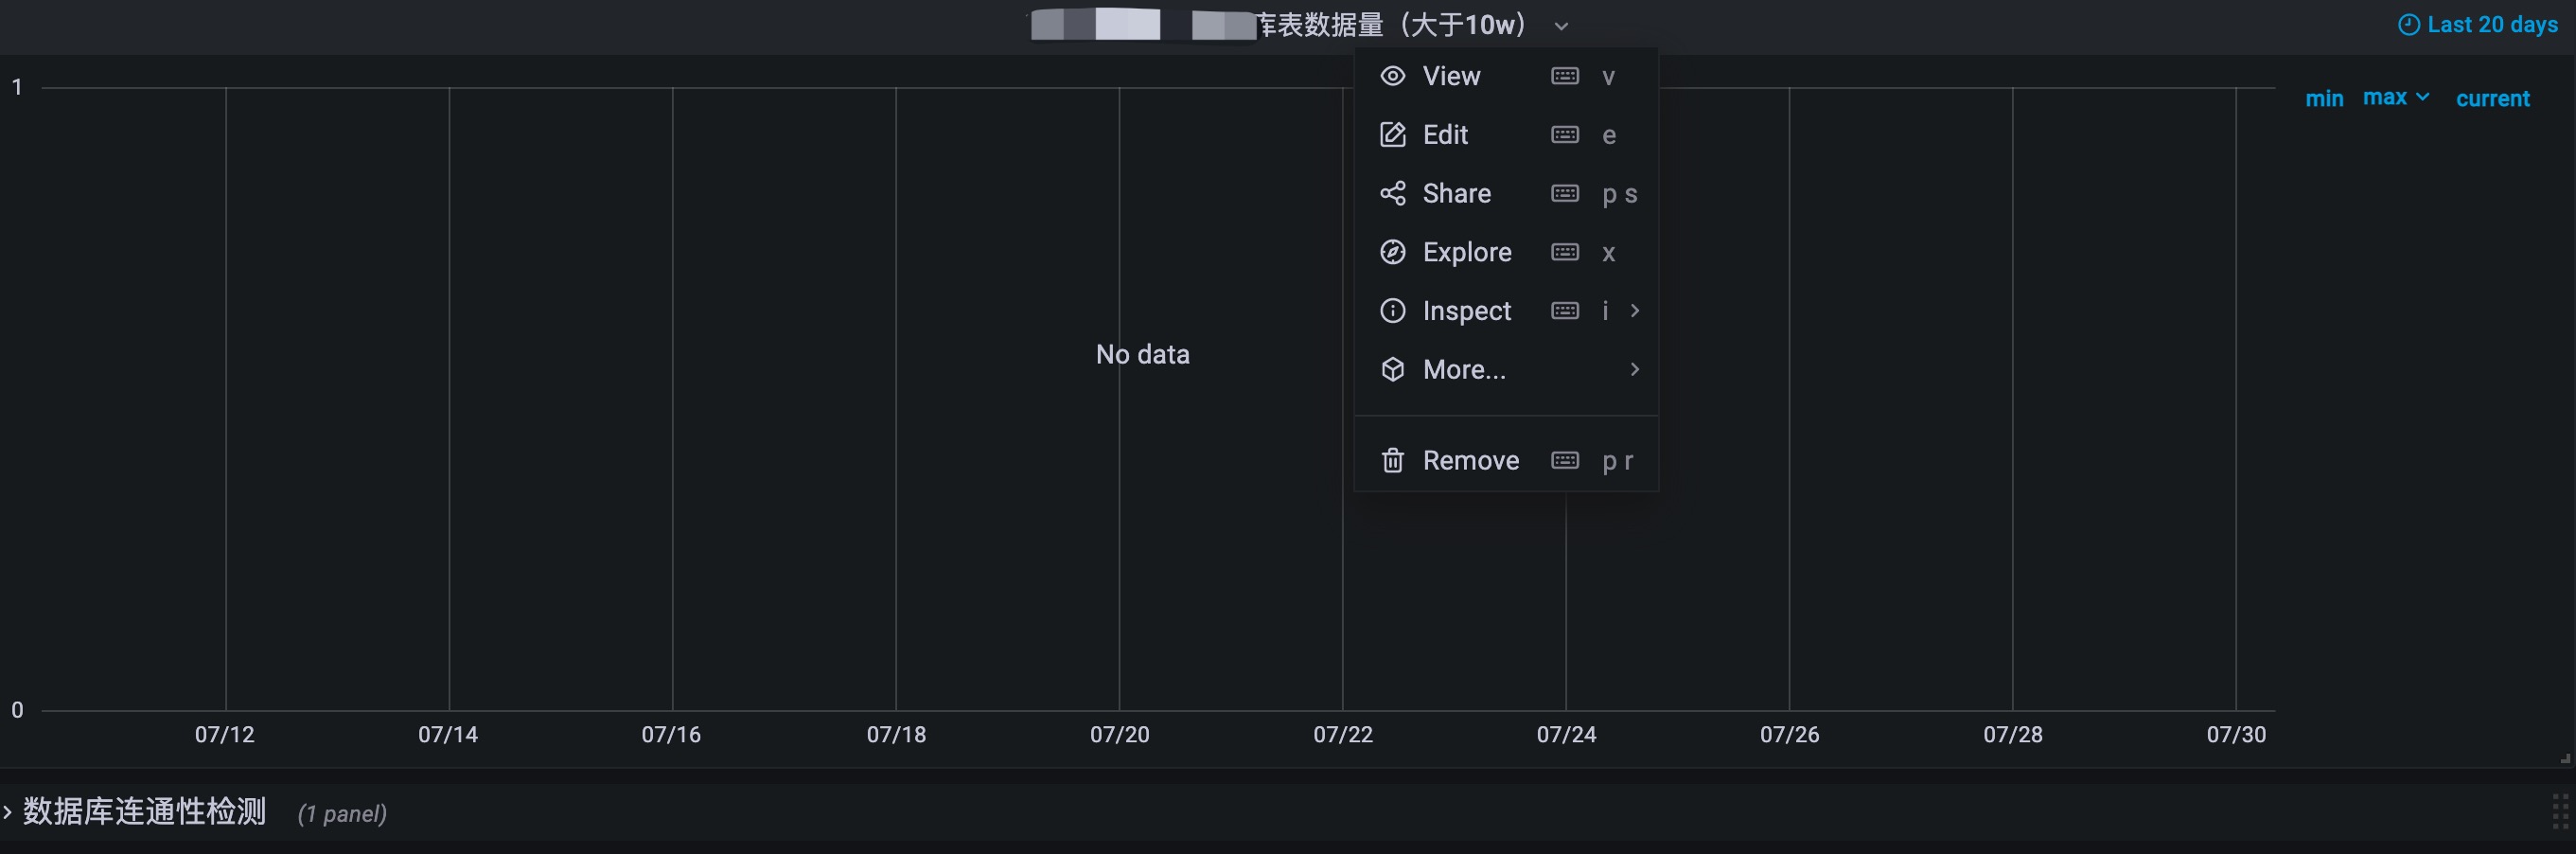 库表数据量（大于10w）
Last 20 days
1
min max current
View v
Edit e
Share p s
Explore x
Inspect i
More...
Remove p r
No data
0
07/12 07/14 07/16 07/18 07/20 07/22 07/24 07/26 07/28 07/30
数据库连通性检测 (1 panel)